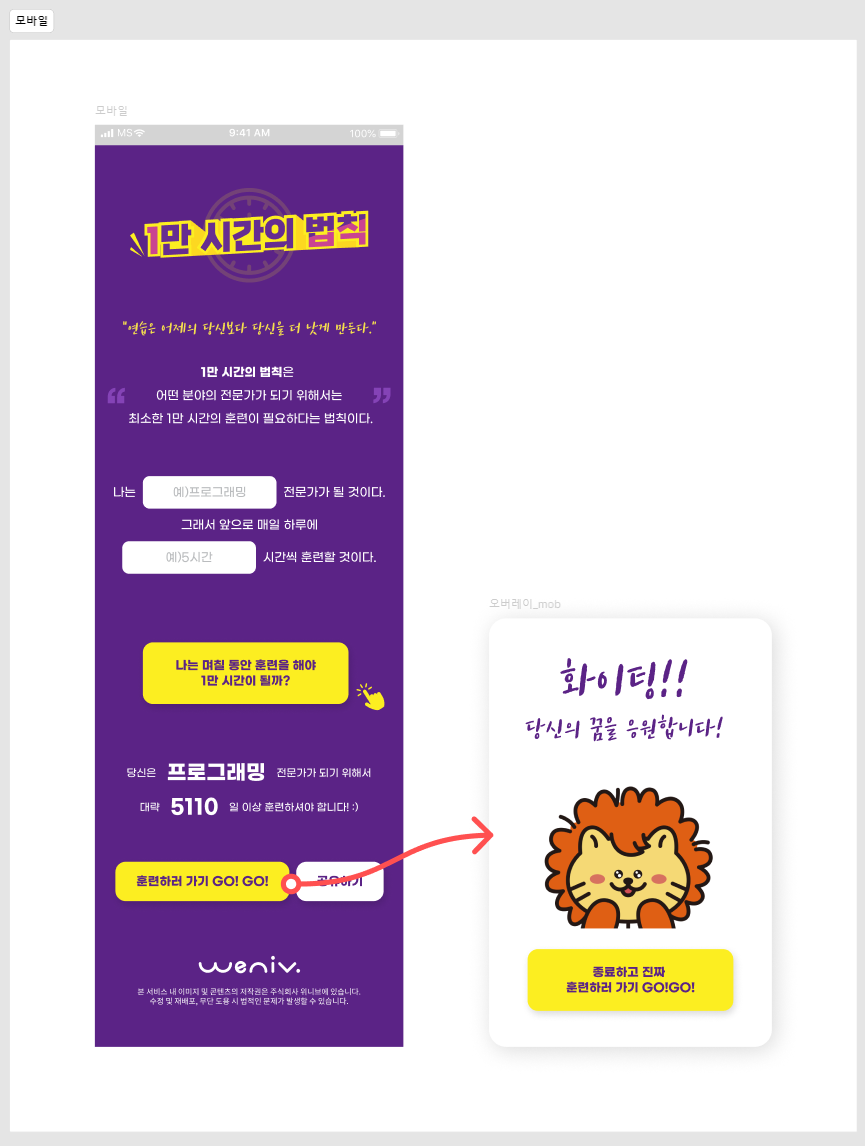 모바일
모바일
MS 9:41 AM 100%
1만 시간의 법칙
"연습은 어제의 당신보다 당신을 더 낫게 만든다."
1만 시간의 법칙은
“ 어떤 분야의 전문가가 되기 위해서는 ”
최소한 1만 시간의 훈련이 필요하다는 법칙이다.
나는 예)프로그래밍 전문가가 될 것이다.
그래서 앞으로 매일 하루에
예)5시간 시간씩 훈련할 것이다.
나는 며칠 동안 훈련을 해야
1만 시간이 될까?
당신은 프로그래밍 전문가가 되기 위해서
대략 5110 일 이상 훈련하셔야 합니다! :)
훈련하러 가기 GO! GO! 공유하기
weniv.
본 서비스 내 이미지 및 콘텐츠의 저작권은 주식회사 위니브에 있습니다.
수정 및 재배포, 무단 도용 시 법적인 문제가 발생할 수 있습니다.
오버레이_mob
화이팅!!
당신의 꿈을 응원합니다!
종료하고 진짜
훈련하러 가기 GO!GO!